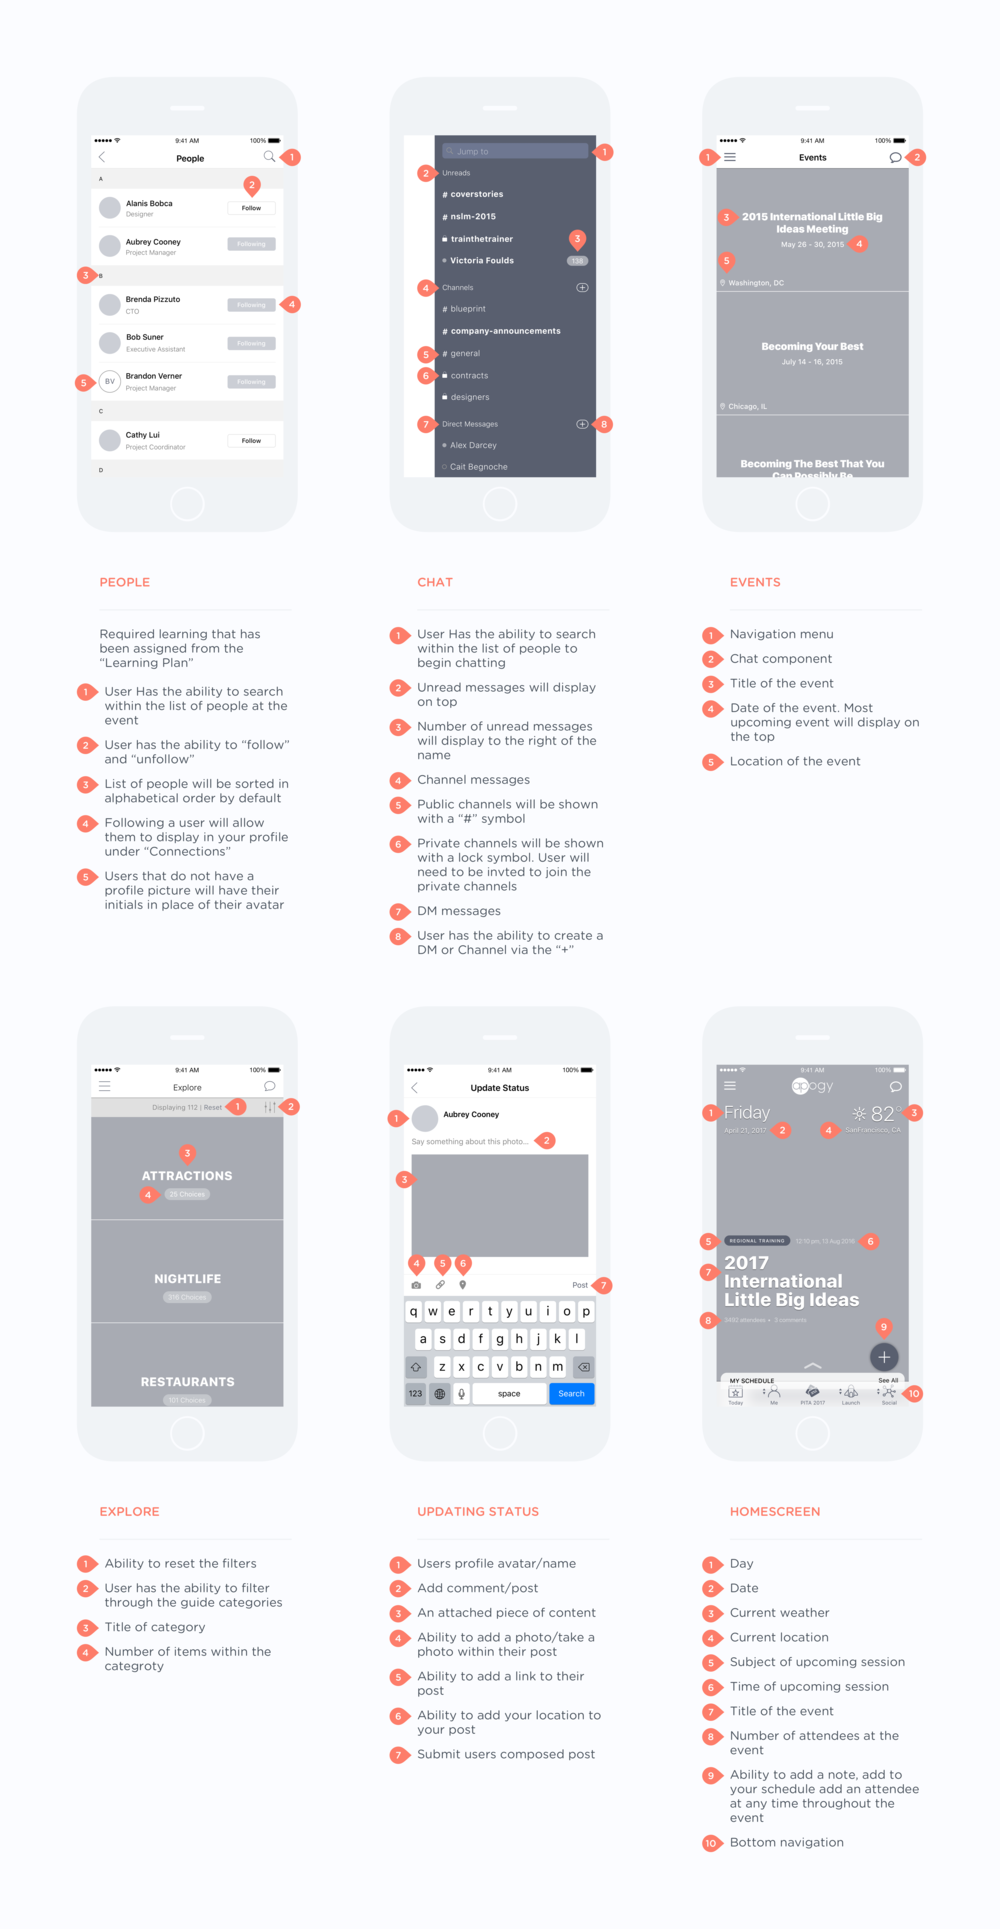 9:41 AM
100%
People
1
A
2
Alanis Bobca
Designer
Follow
Aubrey Cooney
Project Manager
Following
3
B
Brenda Pizzuto
CTO
Following
4
Bob Suner
Executive Assistant
Following
5
BV
Brandon Verner
Project Manager
Following
C
Cathy Lui
Project Coordinator
Follow
D
Jump to
1
2
Unreads
# coverstories
# nslm-2015
trainthetrainer
3
Victoria Foulds
138
4
Channels
# blueprint
# company-announcements
5
# general
6
contracts
designers
7
Direct Messages
8
Alex Darcey
Cait Begnoche
9:41 AM
100%
1
Events
2
3
2015 International Little Big
Ideas Meeting
May 26 - 30, 2015
4
5
Washington, DC
Becoming Your Best
July 14 - 16, 2015
Chicago, IL
Becoming The Best That You
Can Possibly Be
PEOPLE
Required learning that has
been assigned from the
“Learning Plan”
1 User Has the ability to search
within the list of people at the
event
2 User has the ability to “follow”
and “unfollow”
3 List of people will be sorted in
alphabetical order by default
4 Following a user will allow
them to display in your profile
under “Connections”
5 Users that do not have a
profile picture will have their
initials in place of their avatar
CHAT
1 User Has the ability to search
within the list of people to
begin chatting
2 Unread messages will display
on top
3 Number of unread messages
will display to the right of the
name
4 Channel messages
5 Public channels will be shown
with a “#” symbol
6 Private channels will be shown
with a lock symbol. User will
need to be invted to join the
private channels
7 DM messages
8 User has the ability to create a
DM or Channel via the “+”
EVENTS
1 Navigation menu
2 Chat component
3 Title of the event
4 Date of the event. Most
upcoming event will display on
the top
5 Location of the event
9:41 AM
100%
Explore
Displaying 112 | Reset
1
2
3
ATTRACTIONS
4
25 Choices
NIGHTLIFE
316 Choices
RESTAURANTS
101 Choices
9:41 AM
100%
Update Status
1
Aubrey Cooney
Say something about this photo...
2
3
4
5
6
Post
7
q w e r t y u i o p
a s d f g h j k l
z x c v b n m
123
space
Search
9:41 AM
100%
apogy
1
Friday
82°
3
April 21, 2017
2
4
SanFrancisco, CA
5
REGIONAL TRAINING
12:10 pm, 13 Aug 2016
6
7
2017
International
Little Big Ideas
8
3482 attendees • 3 comments
9
+
MY SCHEDULE
See All
Today
Me
PITA 2017
Launch
Social
10
EXPLORE
1 Ability to reset the filters
2 User has the ability to filter
through the guide categories
3 Title of category
4 Number of items within the
categroty
UPDATING STATUS
1 Users profile avatar/name
2 Add comment/post
3 An attached piece of content
4 Ability to add a photo/take a
photo within their post
5 Ability to add a link to their
post
6 Ability to add your location to
your post
7 Submit users composed post
HOMESCREEN
1 Day
2 Date
3 Current weather
4 Current location
5 Subject of upcoming session
6 Time of upcoming session
7 Title of the event
8 Number of attendees at the
event
9 Ability to add a note, add to
your schedule add an attendee
at any time throughout the
event
10 Bottom navigation